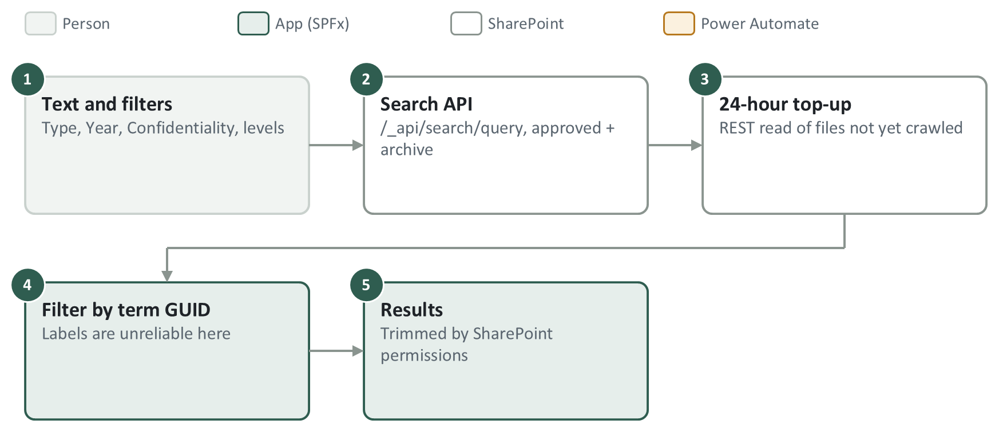 Person
App (SPFx)
SharePoint
Power Automate
1
Text and filters
Type, Year, Confidentiality, levels
2
Search API
/_api/search/query, approved +
archive
3
24-hour top-up
REST read of files not yet crawled
4
Filter by term GUID
Labels are unreliable here
5
Results
Trimmed by SharePoint
permissions